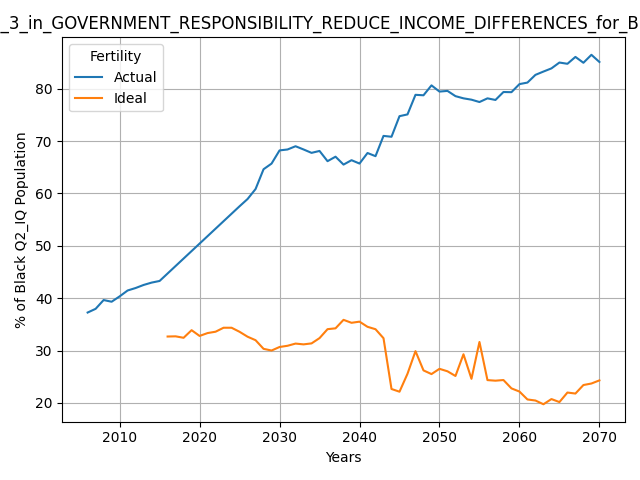 _3_in_GOVERNMENT_RESPONSIBILITY_REDUCE_INCOME_DIFFERENCES_for_B
Fertility
Actual
Ideal
% of Black Q2_IQ Population
80
70
60
50
40
30
20
2010 2020 2030 2040 2050 2060 2070
Years